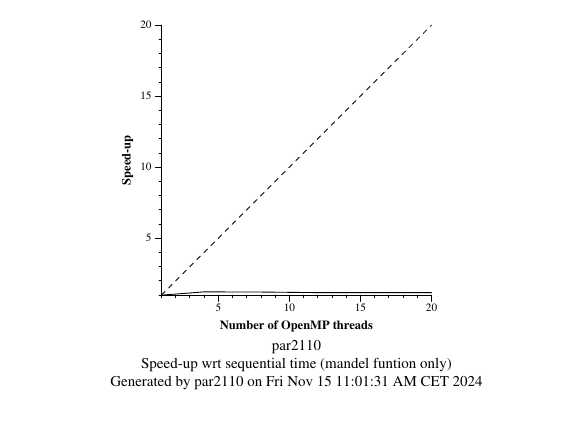 20
15
10
5
Speed-up
5 10 15 20
Number of OpenMP threads
par2110
Speed-up wrt sequential time (mandel funtion only)
Generated by par2110 on Fri Nov 15 11:01:31 AM CET 2024